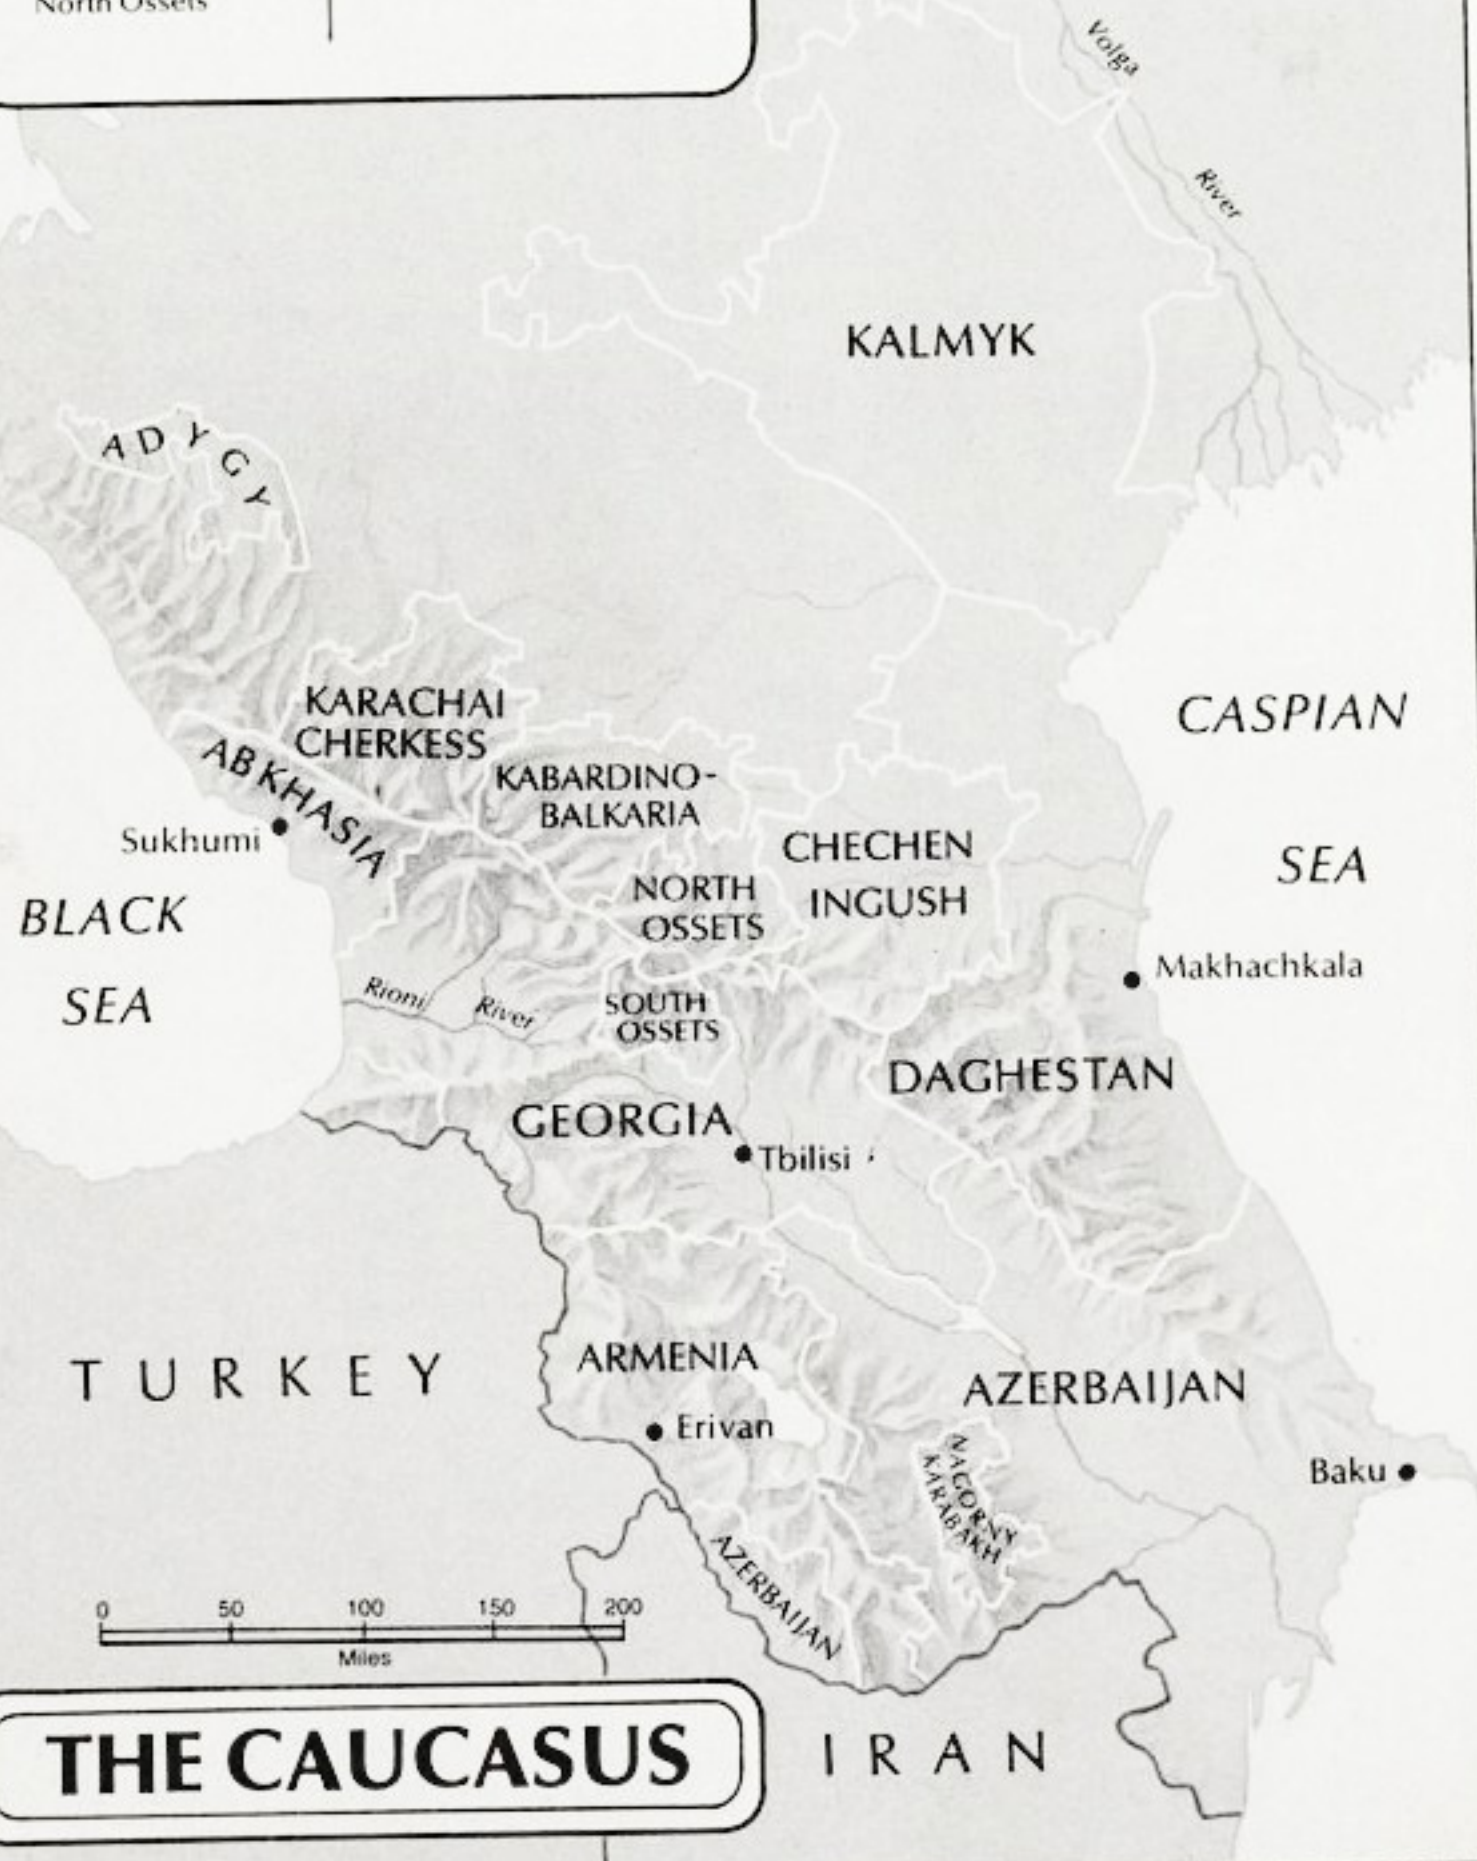 North Ossets
Volga
River
KALMYK
ADYGY
KARACHAI
CHERKESS
CASPIAN
SEA
ABKHASIA
KABARDINO-
BALKARIA
Sukhumi
CHECHEN
INGUSH
BLACK
SEA
NORTH
OSSETS
Makhachkala
Rioni River
SOUTH
OSSETS
DAGHESTAN
GEORGIA
Tbilisi
TURKEY
ARMENIA
AZERBAIJAN
Erivan
NAGORNY
KARABAKH
Baku
AZERBAIJAN
0 50 100 150 200
Miles
THE CAUCASUS
IRAN